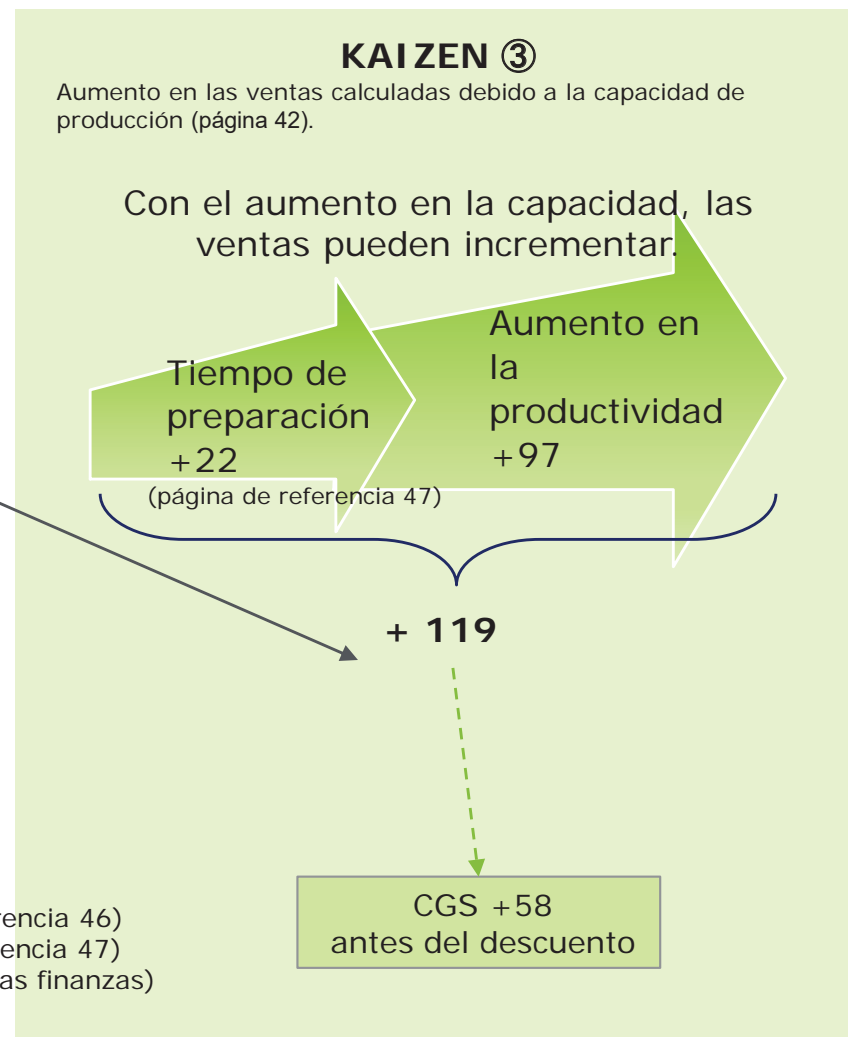 KAIZEN ③
Aumento en las ventas calculadas debido a la capacidad de
producción (página 42).
Con el aumento en la capacidad, las
ventas pueden incrementar.
Tiempo de
preparación
+22
(página de referencia 47)
Aumento en
la
productividad
+97
+ 119
CGS +58
antes del descuento
encia 46)
encia 47)
as finanzas)